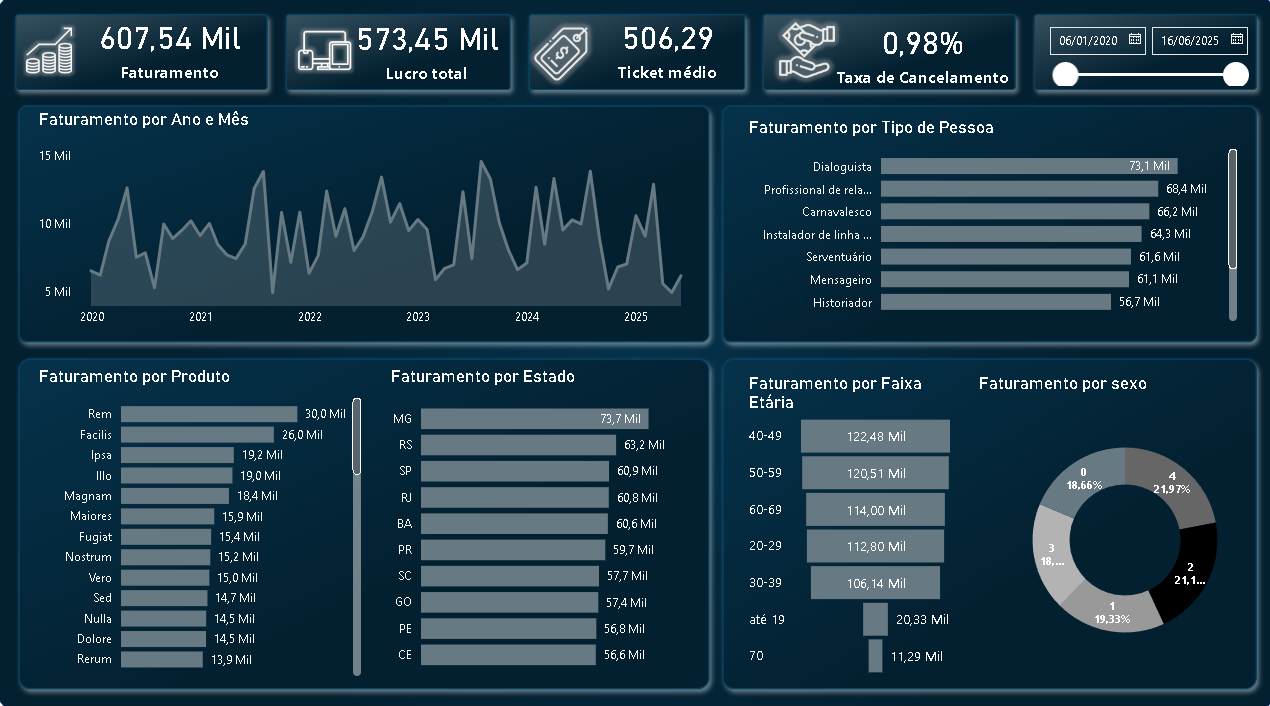 607,54 Mil
Faturamento
573,45 Mil
Lucro total
506,29
Ticket médio
0,98%
Taxa de Cancelamento
06/01/2020
16/06/2025
Faturamento por Ano e Mês
15 Mil
10 Mil
5 Mil
2020 2021 2022 2023 2024 2025
Faturamento por Tipo de Pessoa
Dialoguista 73,1 Mil
Profissional de rela... 68,4 Mil
Carnavalesco 66,2 Mil
Instalador de linha ... 64,3 Mil
Serventuário 61,6 Mil
Mensageiro 61,1 Mil
Historiador 56,7 Mil
Faturamento por Produto
Rem 30,0 Mil
Facilis 26,0 Mil
Ipsa 19,2 Mil
Illo 19,0 Mil
Magnam 18,4 Mil
Maiores 15,9 Mil
Fugiat 15,4 Mil
Nostrum 15,2 Mil
Vero 15,0 Mil
Sed 14,7 Mil
Nulla 14,5 Mil
Dolore 14,5 Mil
Rerum 13,9 Mil
Faturamento por Estado
MG 73,7 Mil
RS 63,2 Mil
SP 60,9 Mil
RJ 60,8 Mil
BA 60,6 Mil
PR 59,7 Mil
SC 57,7 Mil
GO 57,4 Mil
PE 56,8 Mil
CE 56,6 Mil
Faturamento por Faixa
Etária
40-49 122,48 Mil
50-59 120,51 Mil
60-69 114,00 Mil
20-29 112,80 Mil
30-39 106,14 Mil
até 19 20,33 Mil
70 11,29 Mil
Faturamento por sexo
0
18,66%
4
21,97%
3
18,...
2
21,1...
1
19,33%